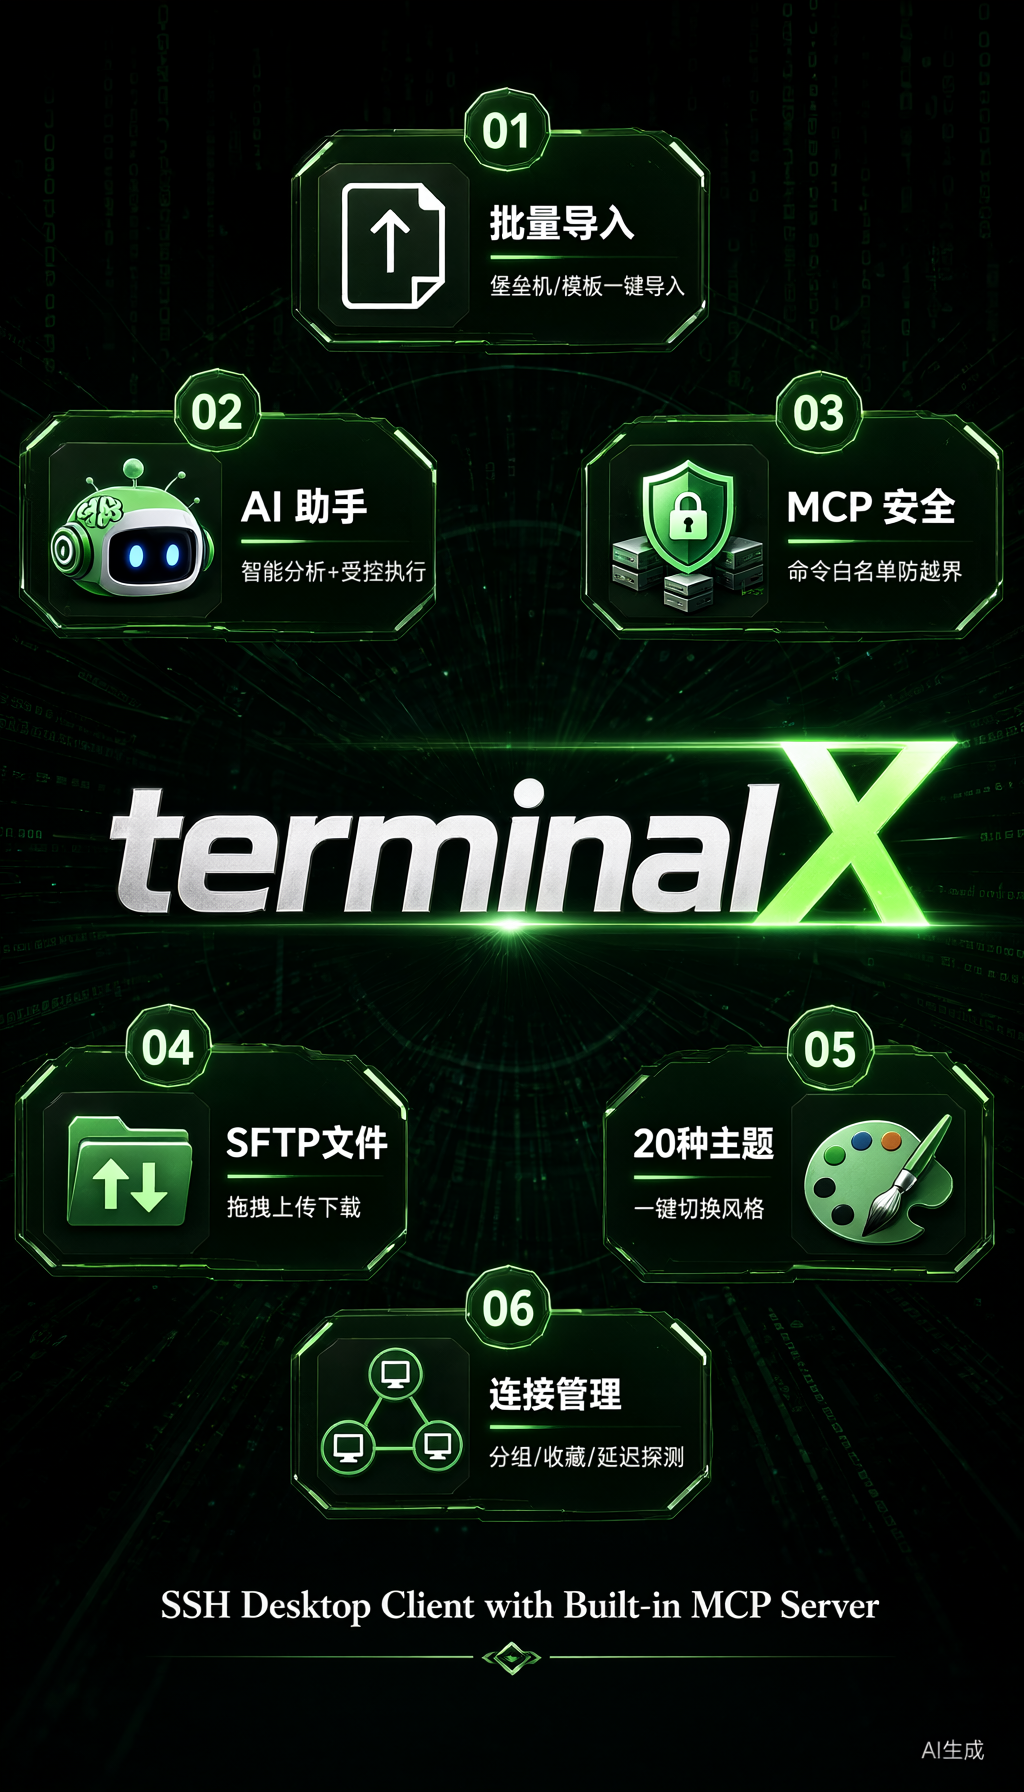 01
批量导入
堡垒机/模板一键导入
02
AI 助手
智能分析+受控执行
03
MCP 安全
命令白名单防越界
terminalX
04
SFTP文件
拖拽上传下载
05
20种主题
一键切换风格
06
连接管理
分组/收藏/延迟探测
SSH Desktop Client with Built-in MCP Server
AI生成